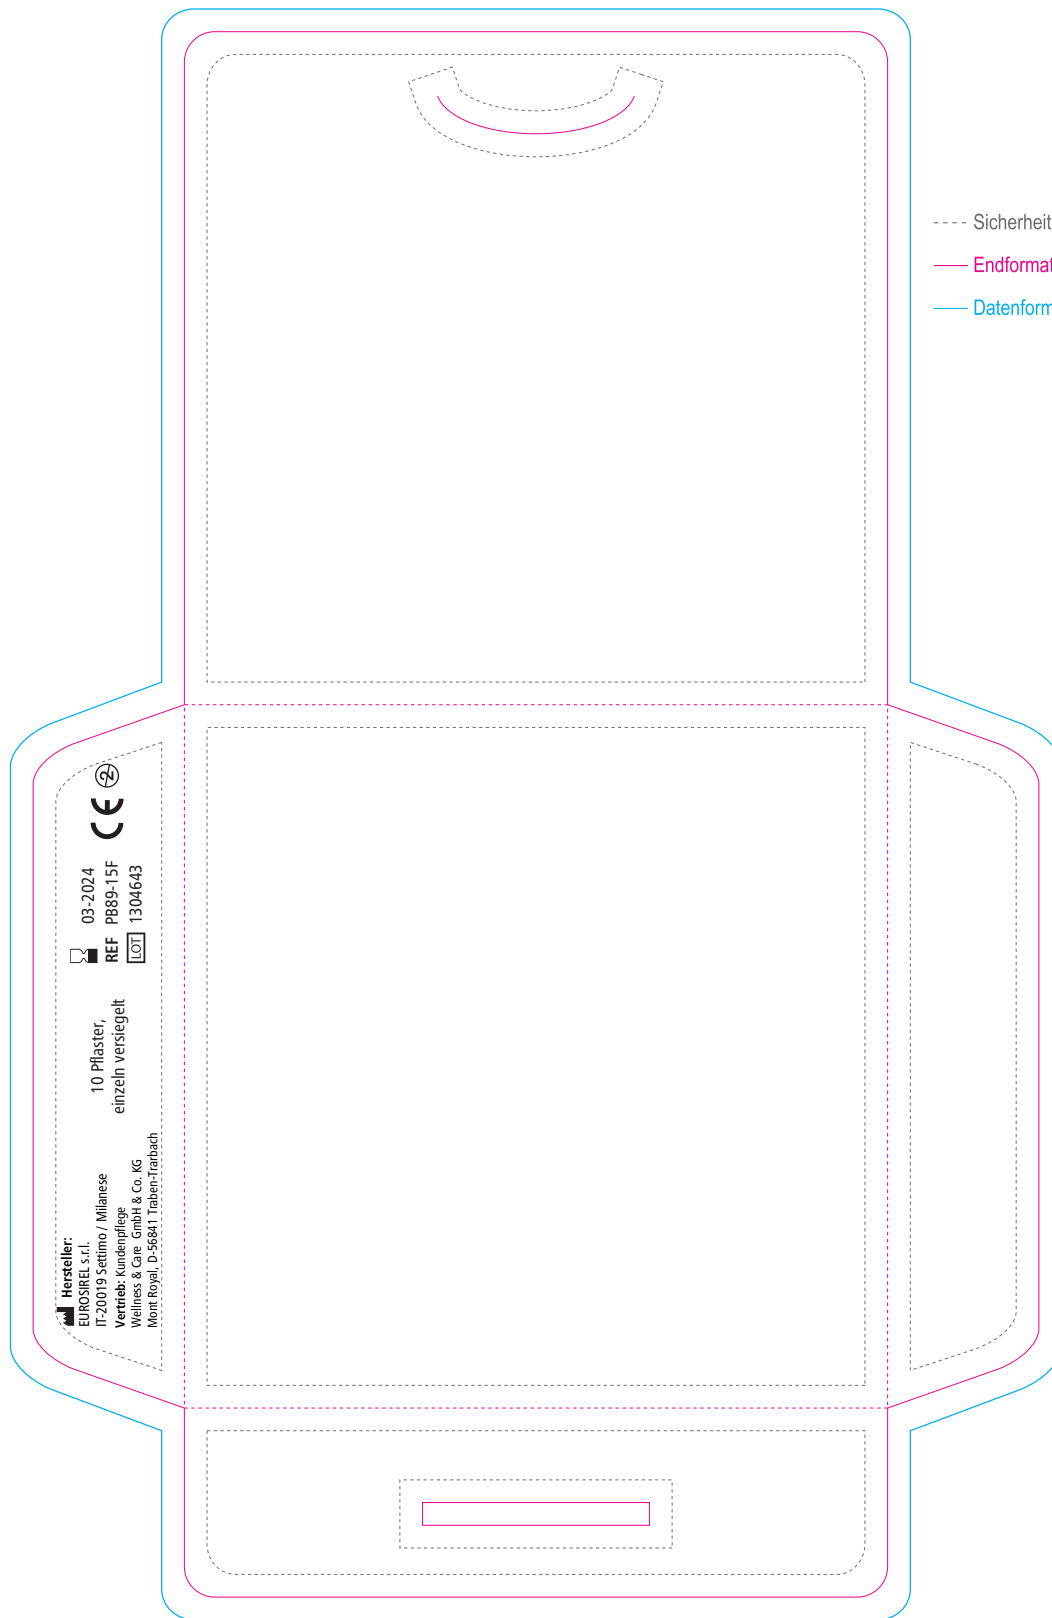 Sicherheit
Endformat
Datenform
Hersteller:
EUROSIREL s.r.l.
IT-20019 Settimo / Milanese
Vertrieb: Kundenpflege
Wellness & Care GmbH & Co. KG
Mont Royal, D-56841 Traben-Trarbach
10 Pflaster,
einzeln versiegelt
03-2024
REF PB89-15F
LOT 1304643
CE 2